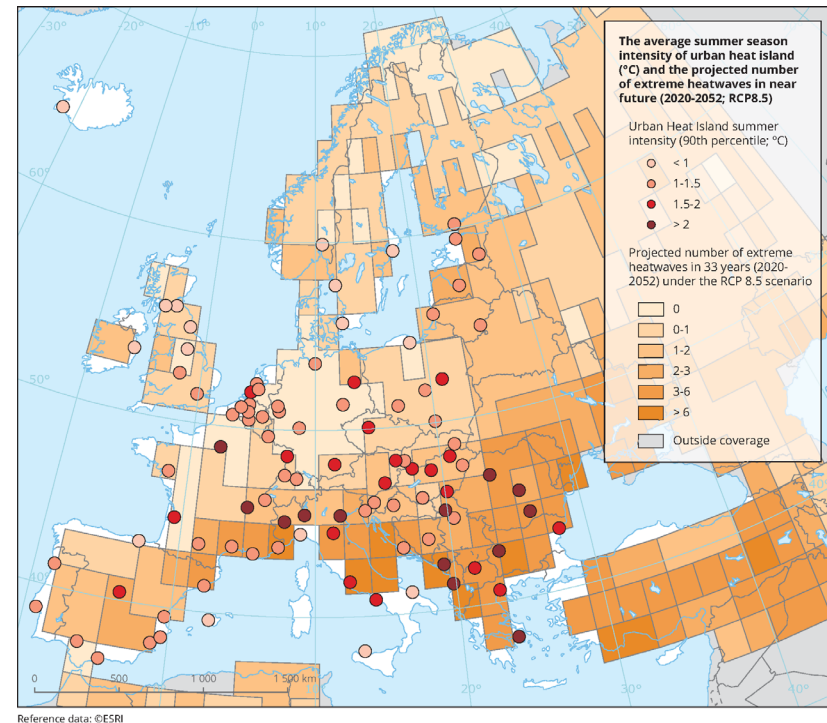 -30°
-20°
-10°
0°
10°
20°
30°
40°
50°
60°
50°
40°
40°
0
500
1 000
1 500 km
10°
20°
30°
40°
The average summer season
intensity of urban heat island
(°C) and the projected number
of extreme heatwaves in near
future (2020-2052; RCP8.5)
Urban Heat Island summer
intensity (90th percentile; °C)
< 1
1-1.5
1.5-2
> 2
Projected number of extreme
heatwaves in 33 years (2020-
2052) under the RCP 8.5 scenario
0
0-1
1-2
2-3
3-6
> 6
Outside coverage
Reference data: ©ESRI